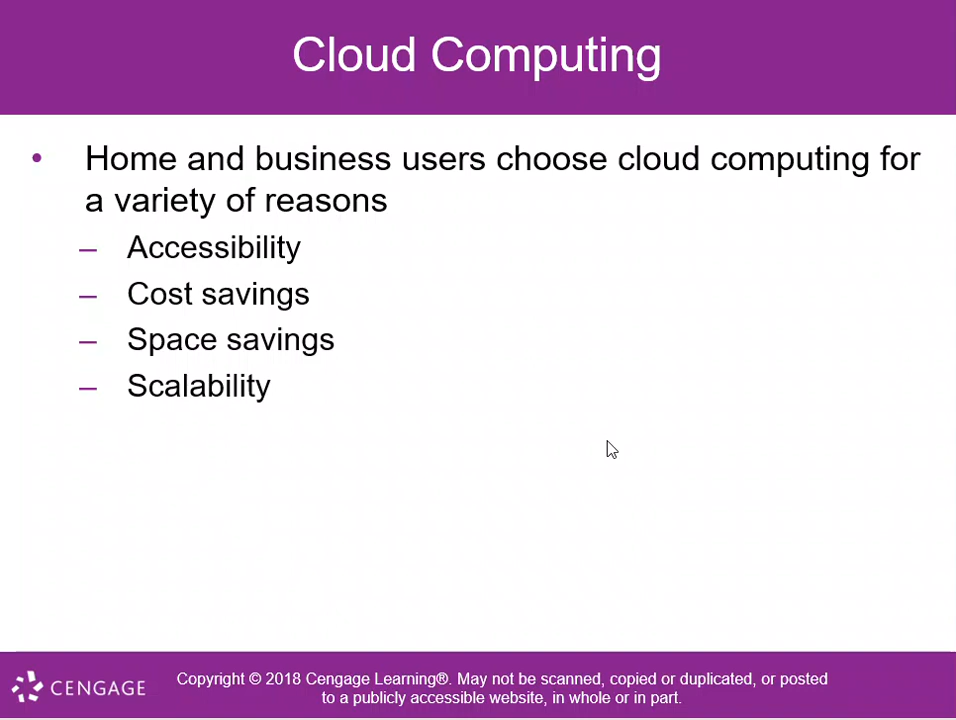 Cloud Computing
• Home and business users choose cloud computing for
a variety of reasons
– Accessibility
– Cost savings
– Space savings
– Scalability
CENGAGE
Copyright © 2018 Cengage Learning®. May not be scanned, copied or duplicated, or posted
to a publicly accessible website, in whole or in part.